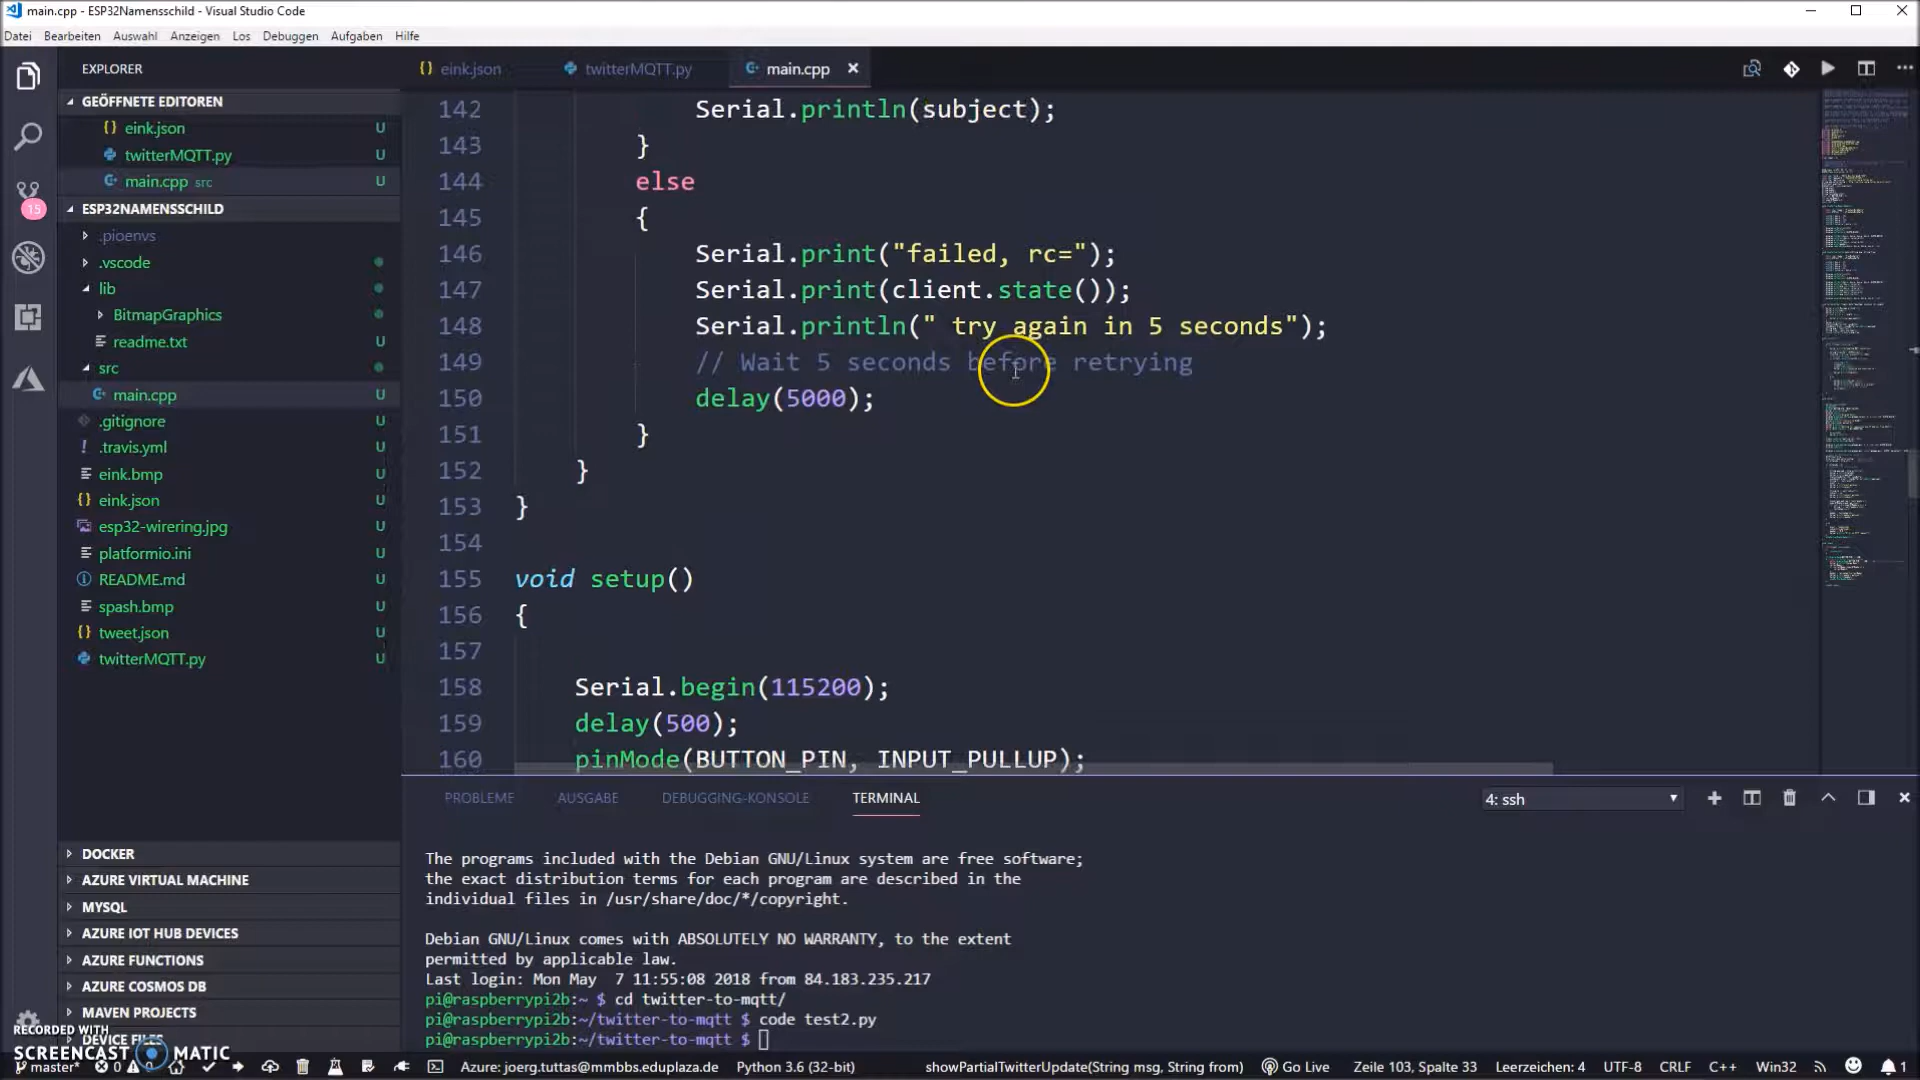 main.cpp - ESP32Namensschild - Visual Studio Code
Datei Bearbeiten Auswahl Anzeigen Los Debuggen Aufgaben Hilfe
EXPLORER
GEÖFFNETE EDITOREN
eink.json U
twitterMQTT.py U
main.cpp src U
ESP32NAMENSSCHILD
.pioenvs
.vscode
lib
BitmapGraphics
readme.txt U
src
main.cpp U
.gitignore U
.travis.yml U
eink.bmp U
eink.json U
esp32-wirering.jpg U
platformio.ini U
README.md U
spash.bmp U
tweet.json U
twitterMQTT.py U
DOCKER
AZURE VIRTUAL MACHINE
MYSQL
AZURE IOT HUB DEVICES
AZURE FUNCTIONS
AZURE COSMOS DB
MAVEN PROJECTS
DEVICE FILES
15
eink.json twitterMQTT.py main.cpp
142 Serial.println(subject);
143 }
144 else
145 {
146 Serial.print("failed, rc=");
147 Serial.print(client.state());
148 Serial.println(" try again in 5 seconds");
149 // Wait 5 seconds before retrying
150 delay(5000);
151 }
152 }
153 }
154
155 void setup()
156 {
157
158 Serial.begin(115200);
159 delay(500);
160 pinMode(BUTTON_PIN, INPUT_PULLUP);
PROBLEME AUSGABE DEBUGGING-KONSOLE TERMINAL 4: ssh
The programs included with the Debian GNU/Linux system are free software;
the exact distribution terms for each program are described in the
individual files in /usr/share/doc/*/copyright.
Debian GNU/Linux comes with ABSOLUTELY NO WARRANTY, to the extent
permitted by applicable law.
Last login: Mon May  7 11:55:08 2018 from 84.183.235.217
pi@raspberrypi2b:~ $ cd twitter-to-mqtt/
pi@raspberrypi2b:~/twitter-to-mqtt $ code test2.py
pi@raspberrypi2b:~/twitter-to-mqtt $
RECORDED WITH
SCREENCAST MATIC
master* 0 Azure: joerg.tuttas@mmbbs.eduplaza.de Python 3.6 (32-bit) showPartialTwitterUpdate(String msg, String from) Go Live Zeile 103, Spalte 33 Leerzeichen: 4 UTF-8 CRLF C++ Win32 1